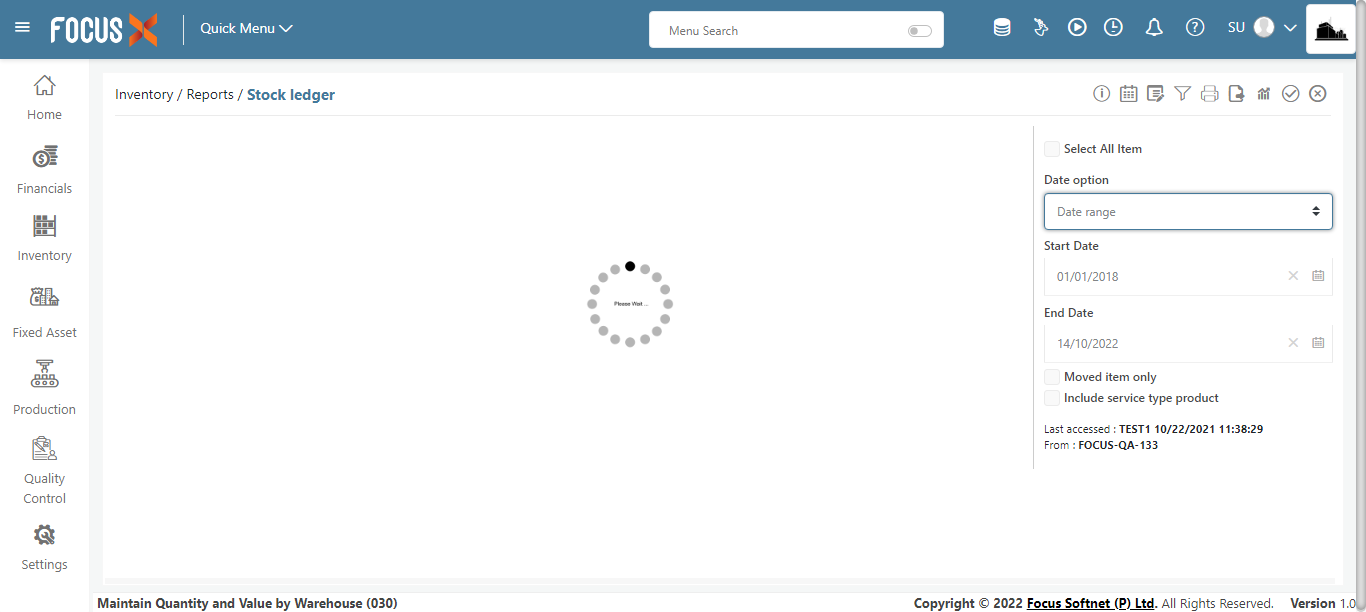 FOCUS X
Quick Menu
Menu Search
SU
Home
Financials
Inventory
Fixed Asset
Production
Quality
Control
Settings
Inventory / Reports / Stock ledger
Please Wait ...
Select All Item
Date option
Date range
Start Date
01/01/2018
End Date
14/10/2022
Moved item only
Include service type product
Last accessed : TEST1 10/22/2021 11:38:29
From : FOCUS-QA-133
Maintain Quantity and Value by Warehouse (030)
Copyright © 2022 Focus Softnet (P) Ltd. All Rights Reserved. Version 1.0